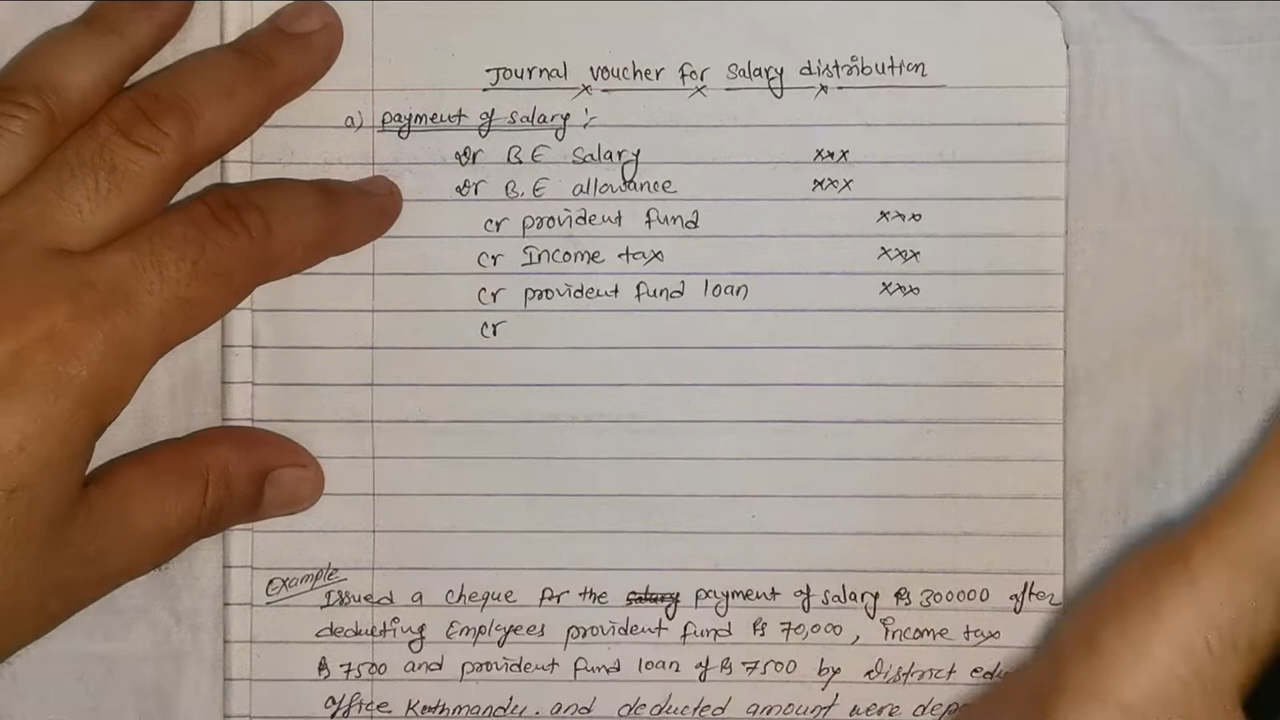 Journal voucher for salary distribution
a) payment of salary :-
Dr B.E salary xxx
Dr B.E allowance xxx
cr provident fund xxx
cr Income tax xxx
cr provident fund loan xxx
cr
Example
Issued a cheque for the salary payment of salary Rs 300000 after
deducting Employees provident fund Rs 70,000, income tax
Rs 7500 and provident fund loan of Rs 7500 by District
office Kathmandu. and deducted amount were